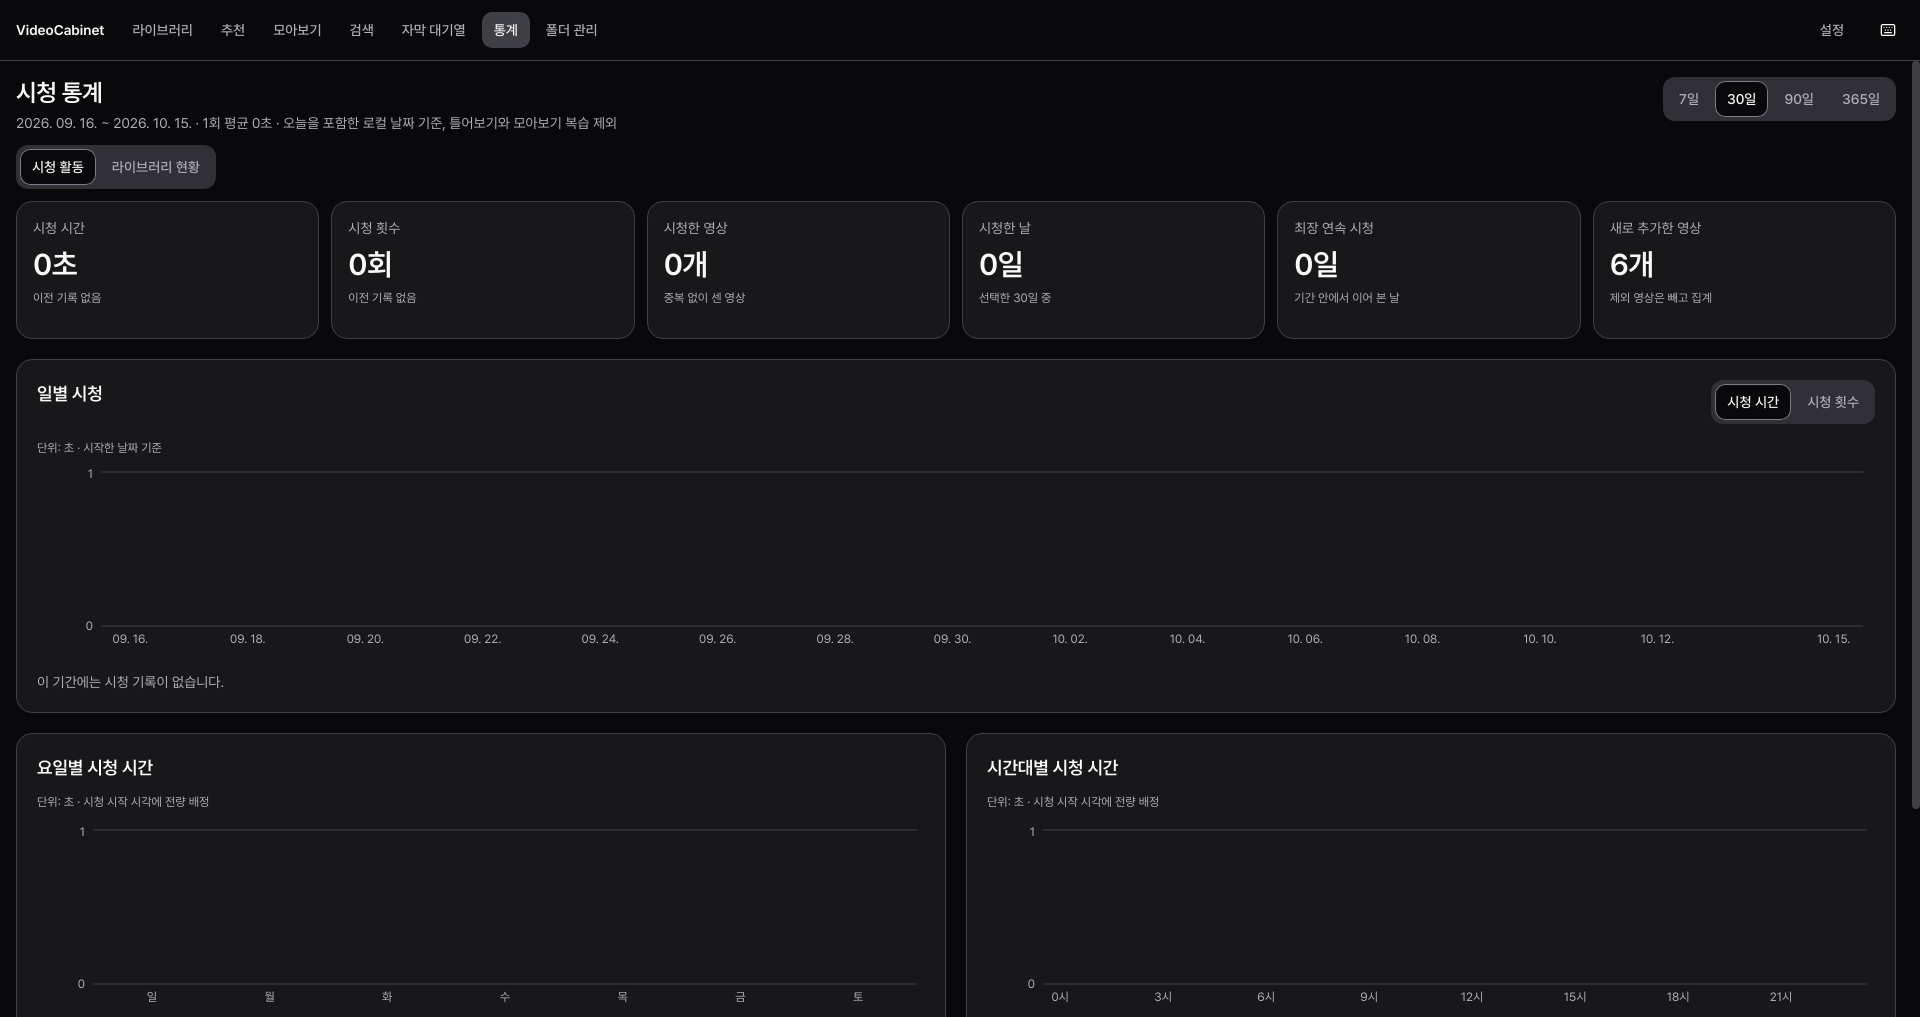 VideoCabinet 라이브러리 추천 모아보기 검색 자막 대기열 통계 폴더 관리 설정
시청 통계
7일 30일 90일 365일
2026. 09. 16. ~ 2026. 10. 15. · 1회 평균 0초 · 오늘을 포함한 로컬 날짜 기준, 틀어보기와 모아보기 복습 제외
시청 활동 라이브러리 현황
시청 시간
0초
이전 기록 없음
시청 횟수
0회
이전 기록 없음
시청한 영상
0개
중복 없이 센 영상
시청한 날
0일
선택한 30일 중
최장 연속 시청
0일
기간 안에서 이어 본 날
새로 추가한 영상
6개
제외 영상은 빼고 집계
일별 시청
시청 시간 시청 횟수
단위: 초 · 시작한 날짜 기준
1
0
09. 16. 09. 18. 09. 20. 09. 22. 09. 24. 09. 26. 09. 28. 09. 30. 10. 02. 10. 04. 10. 06. 10. 08. 10. 10. 10. 12. 10. 15.
이 기간에는 시청 기록이 없습니다.
요일별 시청 시간
단위: 초 · 시청 시작 시각에 전량 배정
1
0
일 월 화 수 목 금 토
시간대별 시청 시간
단위: 초 · 시청 시작 시각에 전량 배정
1
0
0시 3시 6시 9시 12시 15시 18시 21시